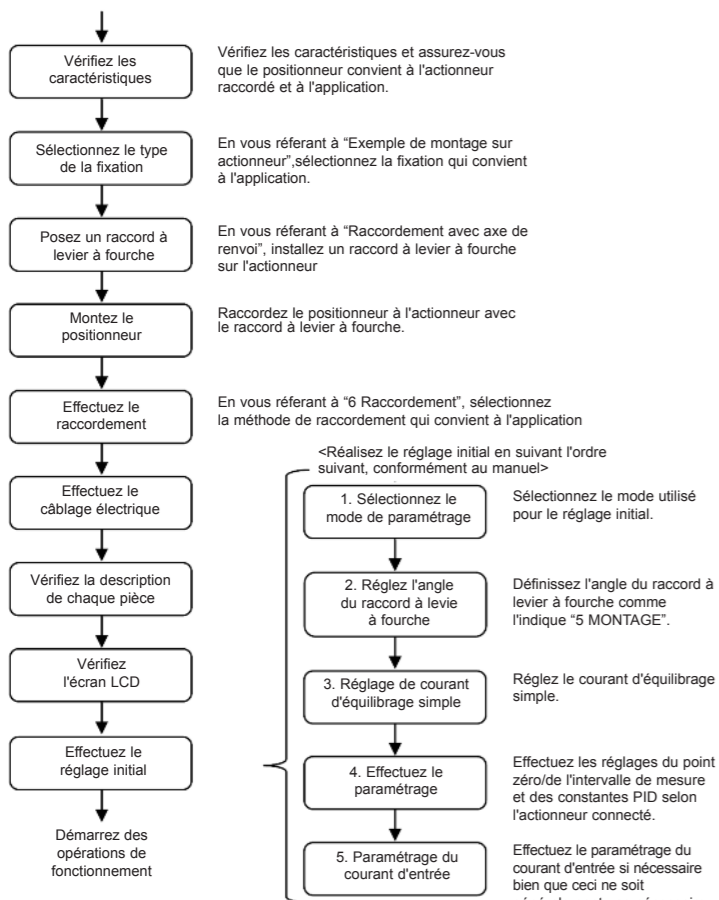 Vérifiez les
caractéristiques
Vérifiez les caractéristiques et assurez-vous
que le positionneur convient à l'actionneur
raccordé et à l'application.
Sélectionnez le type
de la fixation
En vous réferant à “Exemple de montage sur
actionneur”,sélectionnez la fixation qui convient
à l'application.
Posez un raccord à
levier à fourche
En vous réferant à “Raccordement avec axe de
renvoi”, installez un raccord à levier à fourche
sur l'actionneur
Montez le
positionneur
Raccordez le positionneur à l'actionneur avec
le raccord à levier à fourche.
Effectuez le
raccordement
En vous réferant à “6 Raccordement”, sélectionnez
la méthode de raccordement qui convient à l'application
Effectuez le
câblage électrique
Vérifiez la description
de chaque pièce
Vérifiez
l'écran LCD
Effectuez le
réglage initial
Démarrez des
opérations de
fonctionnement
<Réalisez le réglage initial en suivant l'ordre
suivant, conformément au manuel>
1. Sélectionnez le
mode de paramétrage
Sélectionnez le mode utilisé
pour le réglage initial.
2. Réglez l'angle
du raccord à levie
à fourche
Définissez l'angle du raccord à
levier à fourche comme
l'indique “5 MONTAGE”.
3. Réglage de courant
d'équilibrage simple
Réglez le courant d'équilibrage
simple.
4. Effectuez le
paramétrage
Effectuez les réglages du point
zéro/de l'intervalle de mesure
et des constantes PID selon
l'actionneur connecté.
5. Paramétrage du
courant d'entrée
Effectuez le paramétrage du
courant d'entrée si nécessaire
bien que ceci ne soit